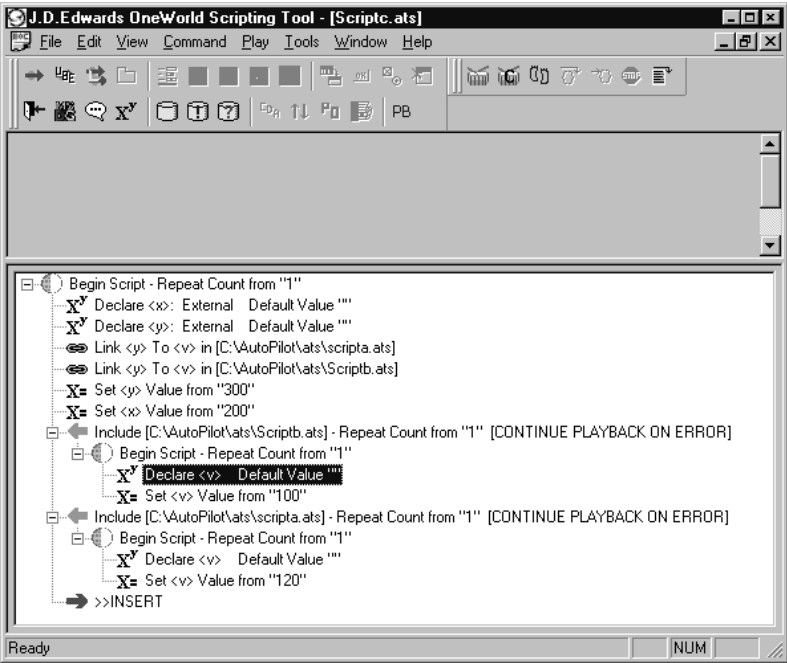 J.D.Edwards OneWorld Scripting Tool - [Scriptc.ats]
File Edit View Command Play Tools Window Help
UBE
X^y PB
Begin Script - Repeat Count from "1"
X^y Declare <x>: External Default Value ""
X^y Declare <y>: External Default Value ""
Link <y> To <v> in [C:\AutoPilot\ats\scripta.ats]
Link <y> To <v> in [C:\AutoPilot\ats\Scriptb.ats]
X= Set <y> Value from "300"
X= Set <x> Value from "200"
Include [C:\AutoPilot\ats\Scriptb.ats] - Repeat Count from "1" [CONTINUE PLAYBACK ON ERROR]
Begin Script - Repeat Count from "1"
X^y Declare <v> Default Value ""
X= Set <v> Value from "100"
Include [C:\AutoPilot\ats\scripta.ats] - Repeat Count from "1" [CONTINUE PLAYBACK ON ERROR]
Begin Script - Repeat Count from "1"
X^y Declare <v> Default Value ""
X= Set <v> Value from "120"
>>INSERT
Ready NUM